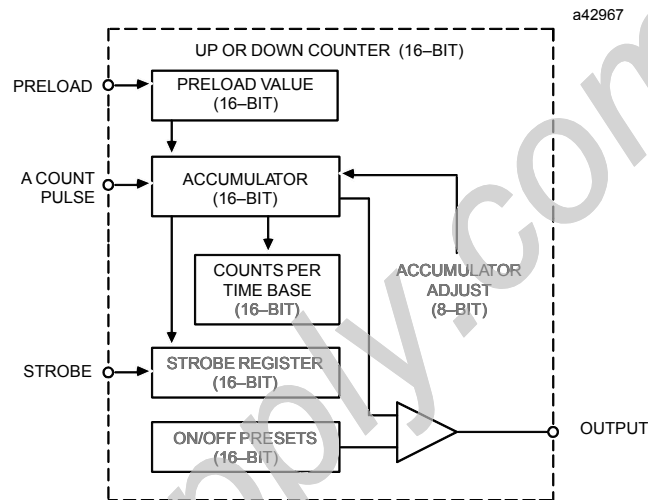 a42967
UP OR DOWN COUNTER (16–BIT)
PRELOAD
PRELOAD VALUE
(16–BIT)
A COUNT
PULSE
ACCUMULATOR
(16–BIT)
COUNTS PER
TIME BASE
(16–BIT)
ACCUMULATOR
ADJUST
(8–BIT)
STROBE
STROBE REGISTER
(16–BIT)
ON/OFF PRESETS
(16–BIT)
OUTPUT
pply.com